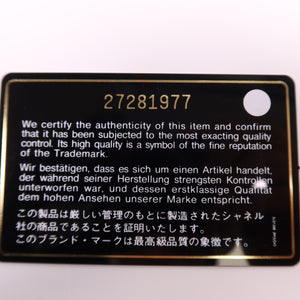 27281977
We certify the authenticity of this item and confirm
that it has been subjected to the most exacting quality
control. Its high quality is a symbol of the fine reputation
of the Trademark.
Wir bestätigen, dass es sich um einen Artikel handelt,
der während seiner Herstellung strengsten Kontrollen
unterworfen war, und dessen erstklassige Qualität
dem hohen Ansehen unserer Marke entspricht.
この製品は厳しい管理のもとに製造されたシャネル
社の商品であることを証明いたします。
このブランド・マークは最高級品質の象徴です。